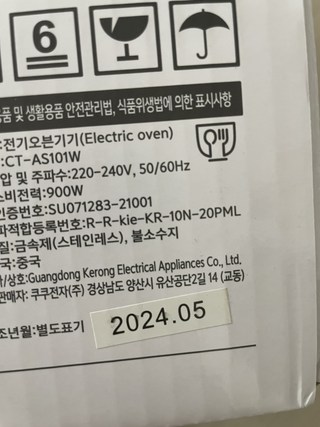 6
품 및 생활용품 안전관리법, 식품위생법에 의한 표시사항
:전기오븐기기(Electric oven)
:CT-AS101W
압 및 주파수:220-240V, 50/60Hz
소비전력:900W
인증번호:SU071283-21001
파적합등록번호:R-R-kie-KR-10N-20PML
질:금속제(스테인레스), 불소수지
국:중국
사/상호:Guangdong Kerong Electrical Appliances Co., Ltd.
판매자: 쿠쿠전자(주) 경상남도 양산시 유산공단2길 14 (교동)
조년월:별도표기 2024.05